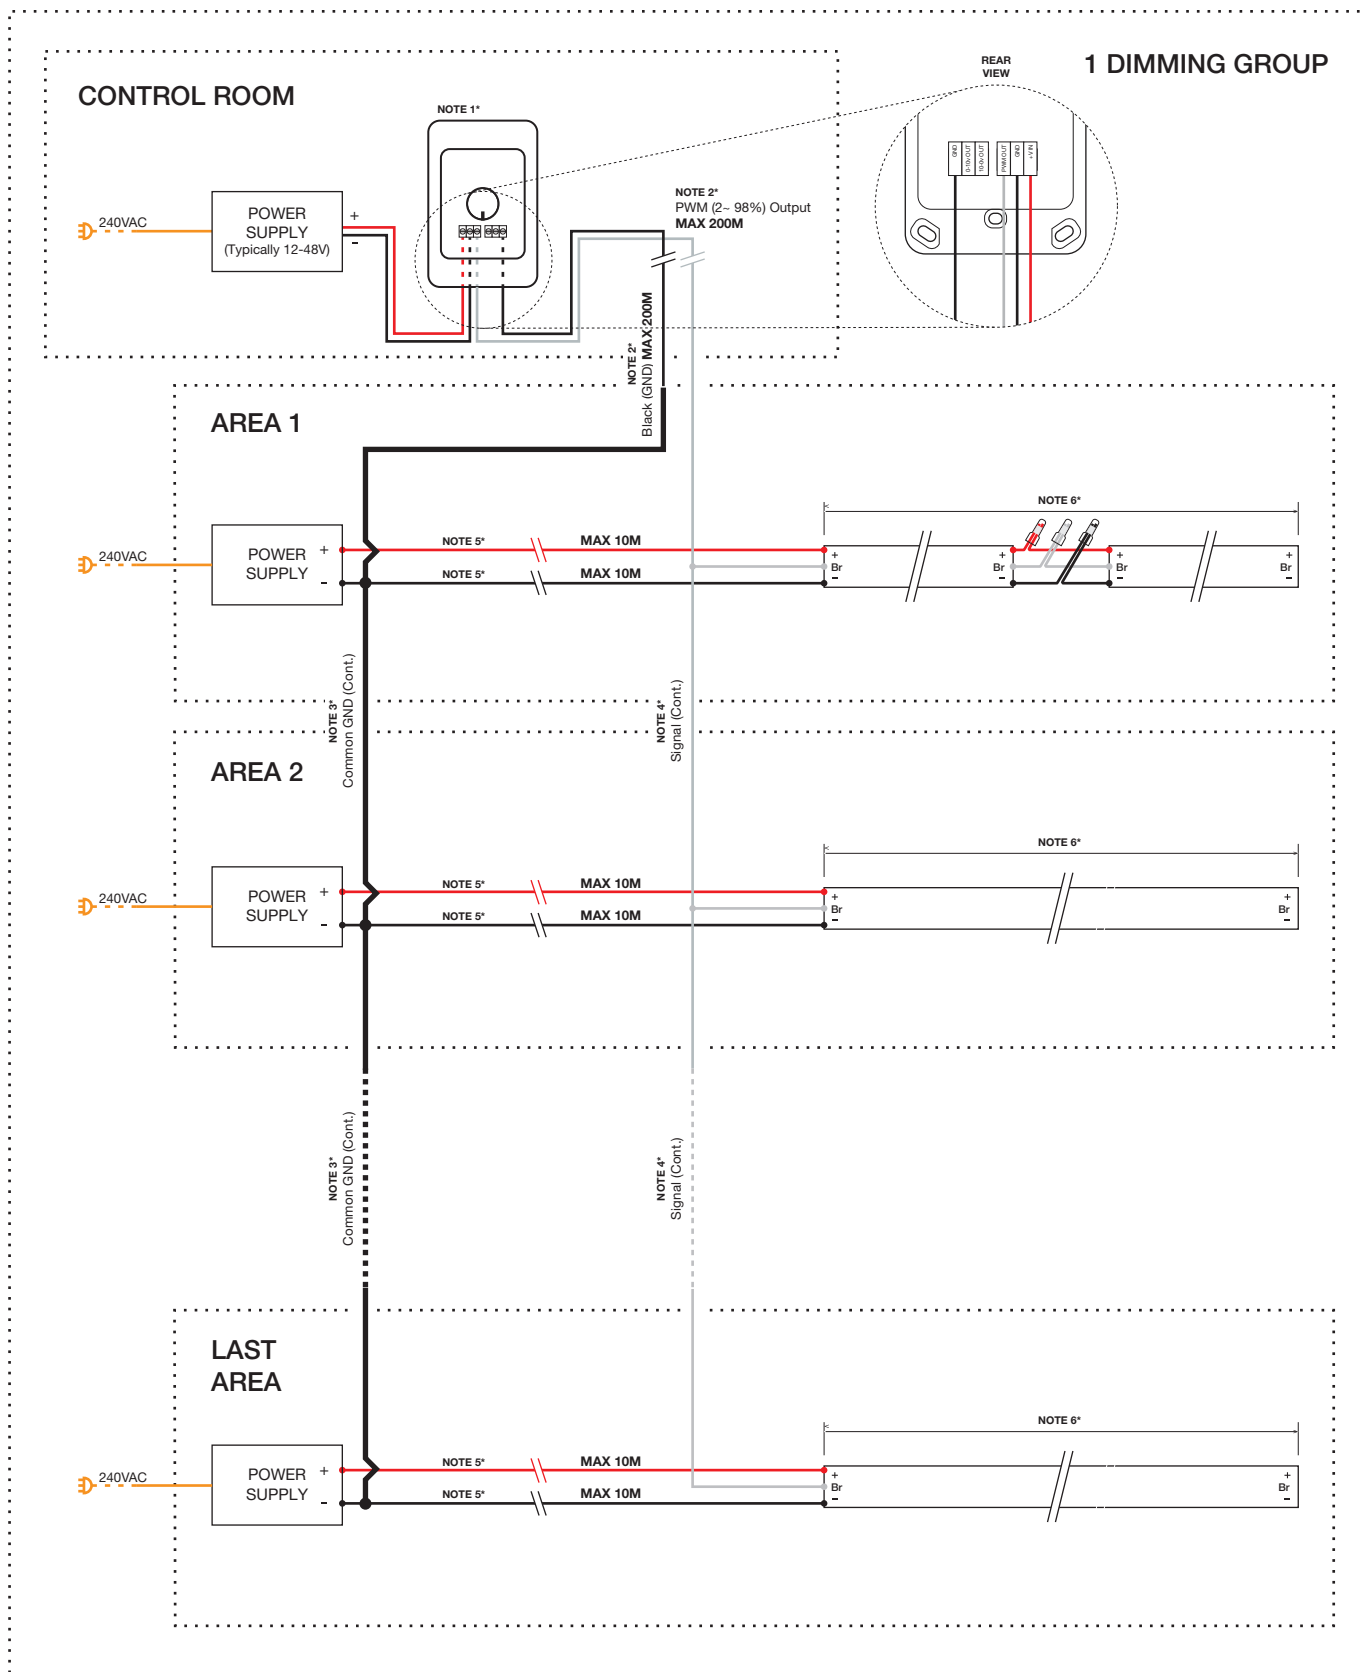 1 DIMMING GROUP
CONTROL ROOM
NOTE 1*
REAR
VIEW
GND
0-10v OUT
10-0v OUT
PWM OUT
GND
+V IN
240VAC
POWER
SUPPLY
(Typically 12-48V)
+
-
NOTE 2*
PWM (2~ 98%) Output
MAX 200M
NOTE 2*
Black (GND) MAX 200M
AREA 1
240VAC
POWER
SUPPLY
+
-
NOTE 5*
MAX 10M
NOTE 5*
MAX 10M
NOTE 6*
+
Br
-
+
Br
-
+
Br
-
+
Br
-
NOTE 3*
Common GND (Cont.)
NOTE 4*
Signal (Cont.)
AREA 2
240VAC
POWER
SUPPLY
+
-
NOTE 5*
MAX 10M
NOTE 5*
MAX 10M
NOTE 6*
+
Br
-
+
Br
-
NOTE 3*
Common GND (Cont.)
NOTE 4*
Signal (Cont.)
LAST
AREA
240VAC
POWER
SUPPLY
+
-
NOTE 5*
MAX 10M
NOTE 5*
MAX 10M
NOTE 6*
+
Br
-
+
Br
-